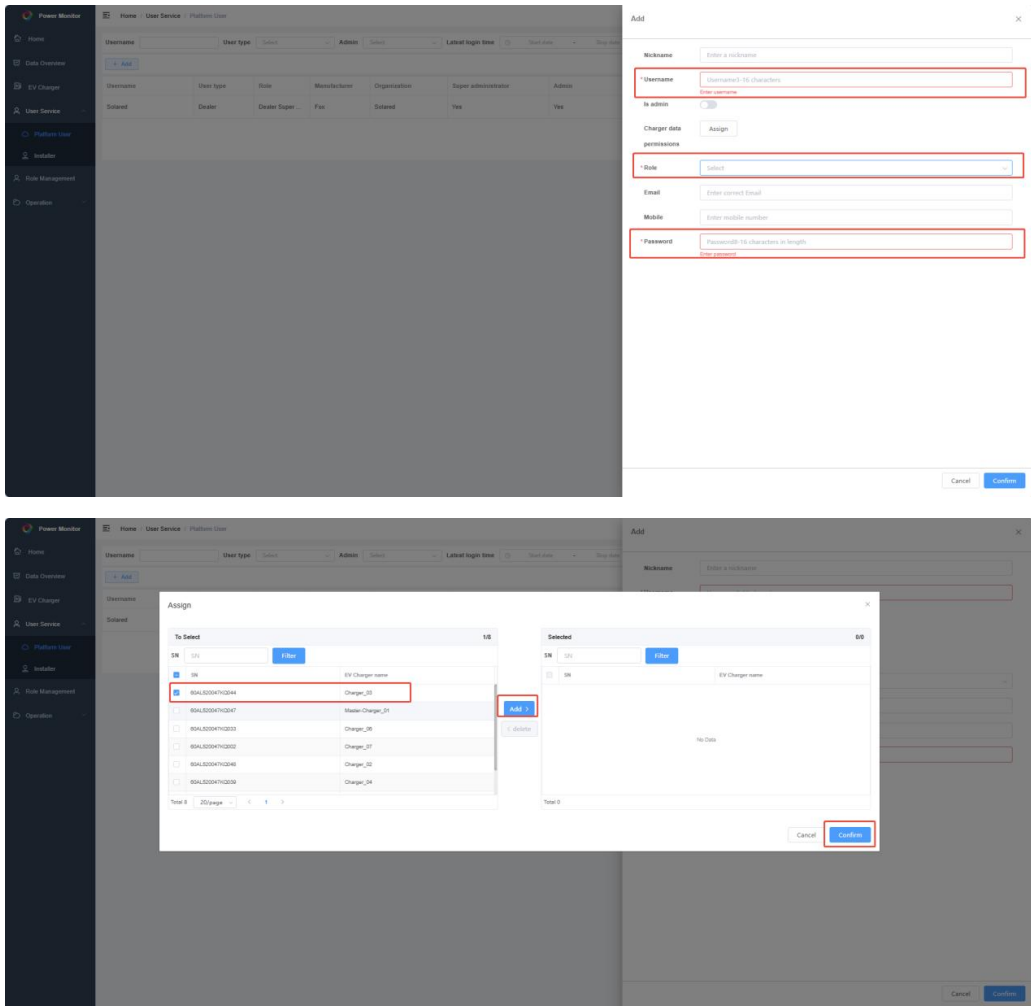 Power Monitor
Home / User Service / Platform User
Add
Home
Username
User type Select
Admin Select
Latest login time Start date - Stop date
Data Overview
+ Add
Nickname Enter a nickname
EV Charger
Username User type Role Manufacturer Organization Super administrator Admin
* Username Username5-16 characters
Enter username
User Service
Solared Dealer Dealer Super ... Fox Solared Yes Yes
Is admin
Platform User
Charger data permissions Assign
Installer
* Role Select
Role Management
Email Enter correct Email
Operation
Mobile Enter mobile number
* Password Password8-16 characters in length
Enter password
Cancel Confirm
Power Monitor
Home / User Service / Platform User
Add
Home
Username
User type Select
Admin Select
Latest login time Start date - Stop date
Data Overview
+ Add
Nickname Enter a nickname
EV Charger
Username
User Service
Solared
Platform User
Installer
Role Management
Operation
Assign
To Select 1/8
Selected 0/0
SN SN Filter
SN SN Filter
SN EV Charger name
SN EV Charger name
60AL520047KQ044 Charger_03
60AL520047KQ047 Master-Charger_01
Add >
60AL520047KQ033 Charger_08
< delete
60AL520047KQ002 Charger_07
No Data
60AL520047KQ046 Charger_02
60AL520047KQ039 Charger_04
Total 8 20/page < 1 >
Total 0
Cancel Confirm
Cancel Confirm